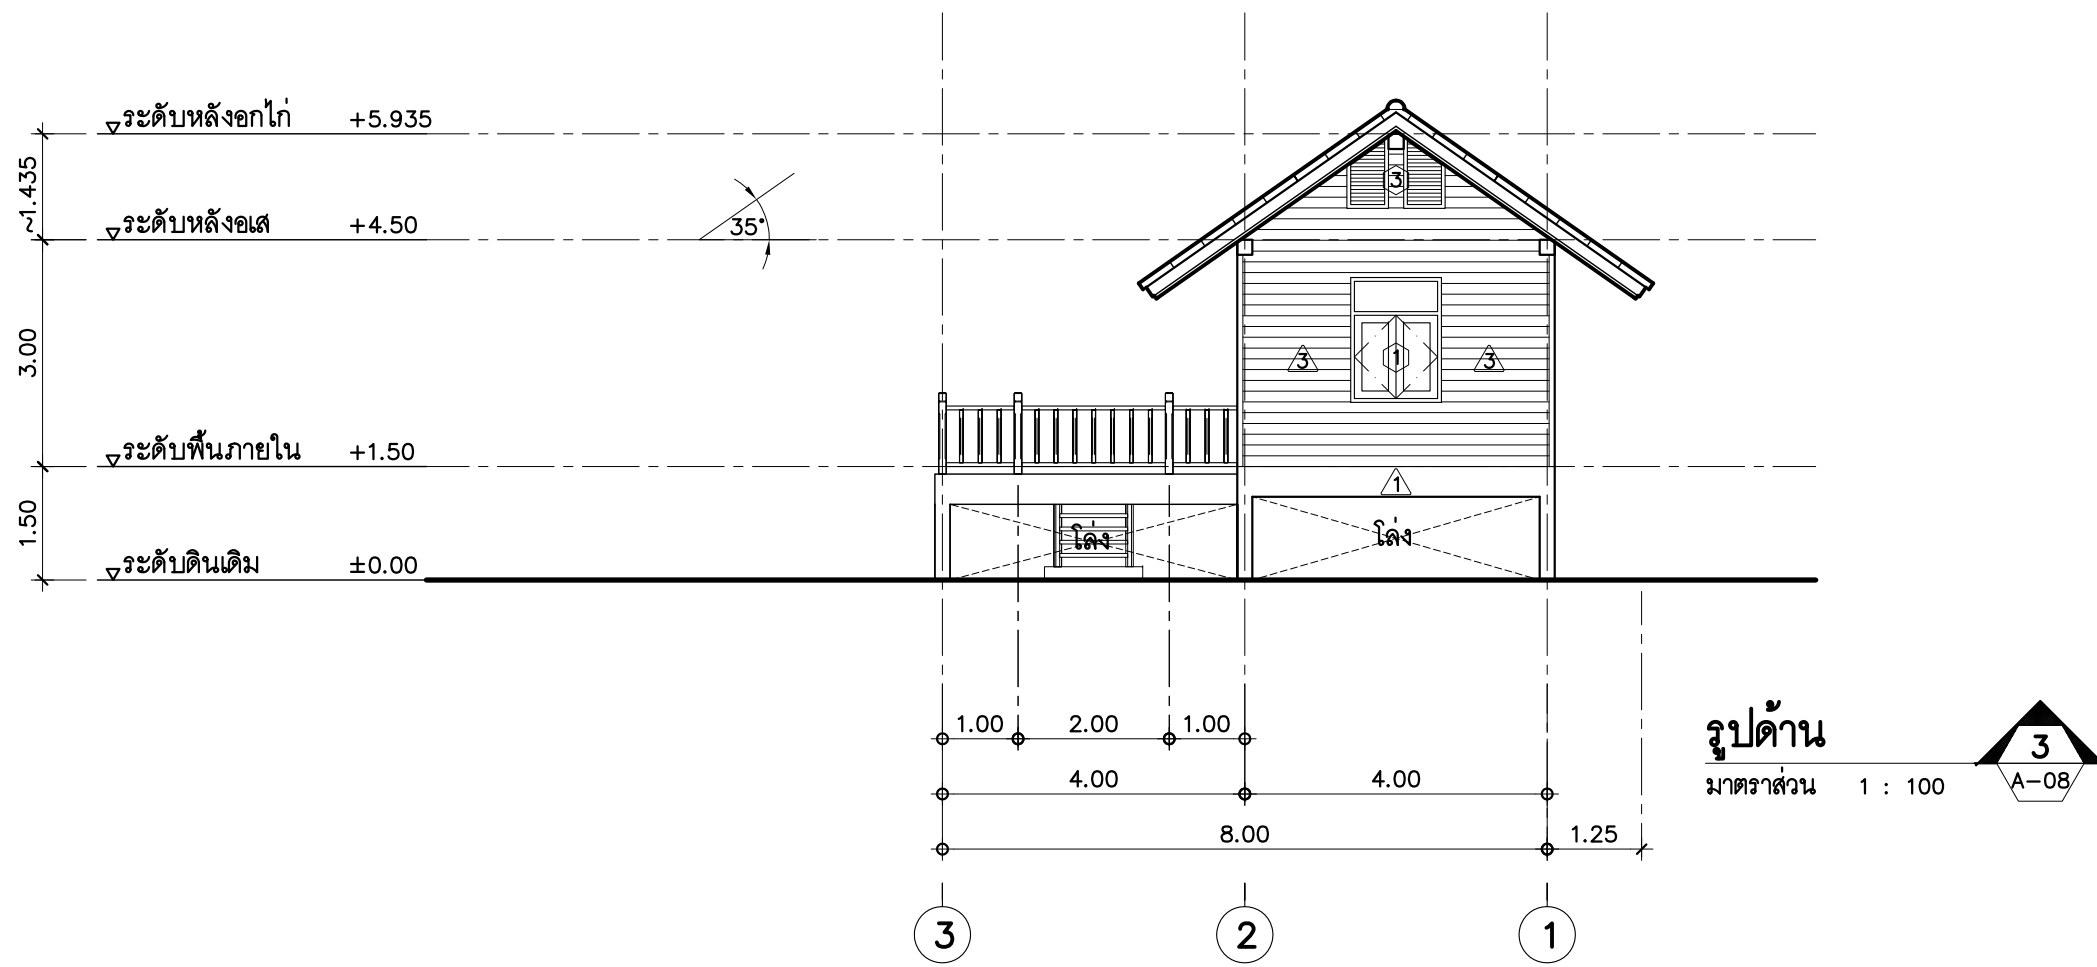 ระดับหลังอกไก่ +5.935
~1.435
ระดับหลังอเส +4.50
35°
3
3.00
3 1 3
ระดับพื้นภายใน +1.50
1
1.50
โล่ง โล่ง
ระดับดินเดิม ±0.00
1.00 2.00 1.00
4.00 4.00
8.00 1.25
รูปด้าน 3
มาตราส่วน 1 : 100 A-08
3 2 1